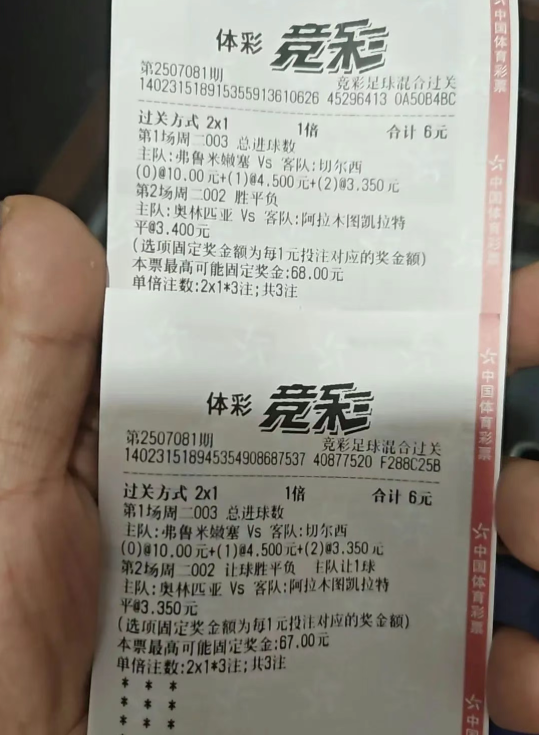 体彩 竞彩
第2507081期 竞彩足球混合过关
140231518915355913610626 45296413 0A50B4BC
过关方式 2x1 1倍 合计 6元
第1场周二003 总进球数
主队:弗鲁米嫩塞 Vs 客队:切尔西
(0)@10.00元+(1)@4.500元+(2)@3.350元
第2场周二002 胜平负
主队:奥林匹亚 Vs 客队:阿拉木图凯拉特
平@3.400元
(选项固定奖金额为每1元投注对应的奖金额)
本票最高可能固定奖金:68.00元
单倍注数:2x1*3注;共3注
体彩 竞彩
第2507081期 竞彩足球混合过关
140231518945354908687537 40877520 F288C25B
过关方式 2x1 1倍 合计 6元
第1场周二003 总进球数
主队:弗鲁米嫩塞 Vs 客队:切尔西
(0)@10.00元+(1)@4.500元+(2)@3.350元
第2场周二002 让球胜平负 主队让1球
主队:奥林匹亚 Vs 客队:阿拉木图凯拉特
平@3.350元
(选项固定奖金额为每1元投注对应的奖金额)
本票最高可能固定奖金:67.00元
单倍注数:2x1*3注;共3注
* * *
* * *
* * *
中国体育彩票
中国体育彩票
中国体育彩票
中国体育彩票
中